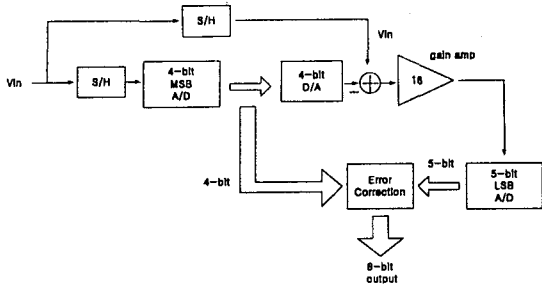 S/H
Vin
gain amp
Vin
S/H
4-bit
MSB
A/D
4-bit
D/A
16
4-bit
5-bit
Error
Correction
5-bit
LSB
A/D
8-bit
output